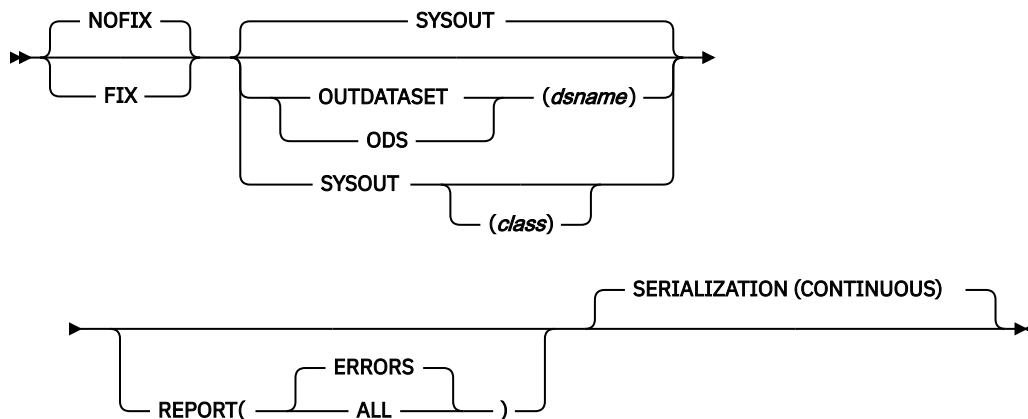 NOFIX
SYSOUT
FIX
OUTDATASET (dsname)
ODS
SYSOUT
(class)
SERIALIZATION (CONTINUOUS)
ERRORS
REPORT( ALL )